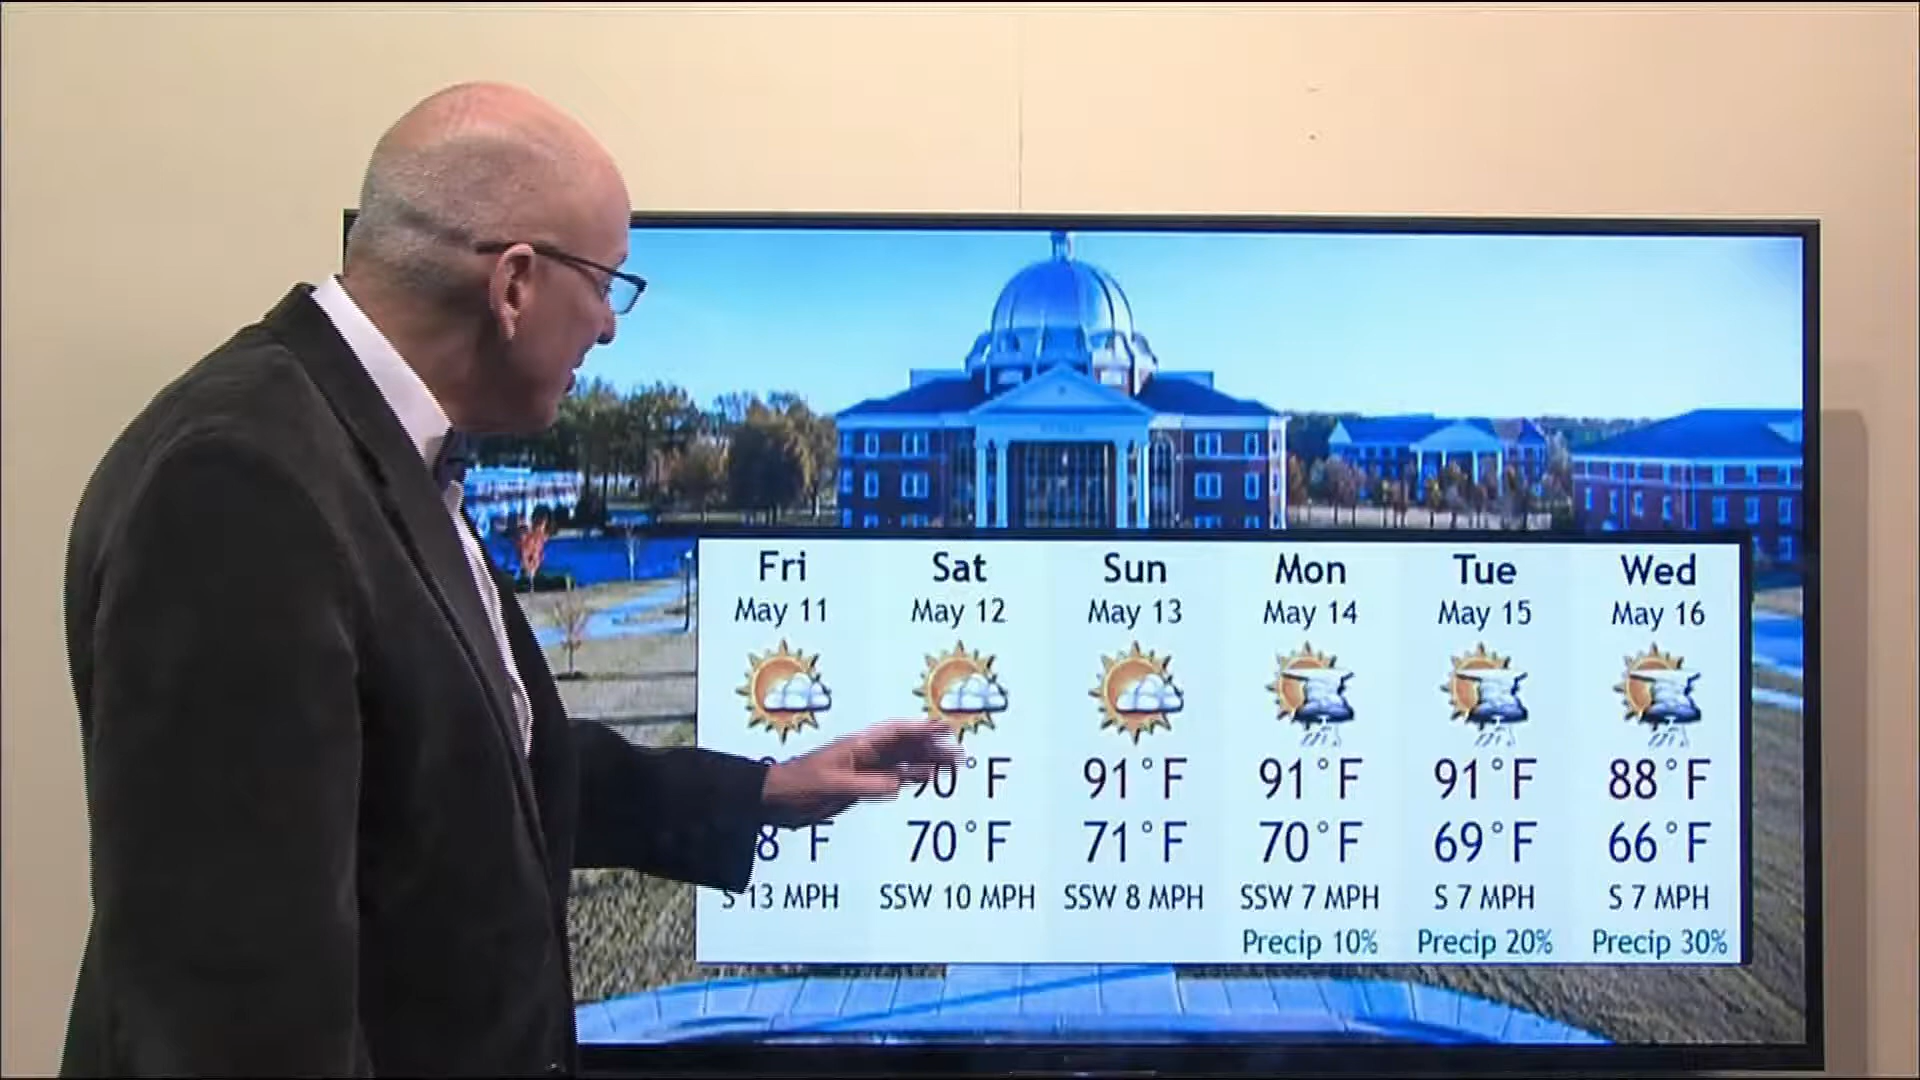 Fri Sat Sun Mon Tue Wed
May 11 May 12 May 13 May 14 May 15 May 16
90°F 91°F 91°F 91°F 88°F
8°F 70°F 71°F 70°F 69°F 66°F
S 13 MPH SSW 10 MPH SSW 8 MPH SSW 7 MPH S 7 MPH S 7 MPH
Precip 10% Precip 20% Precip 30%